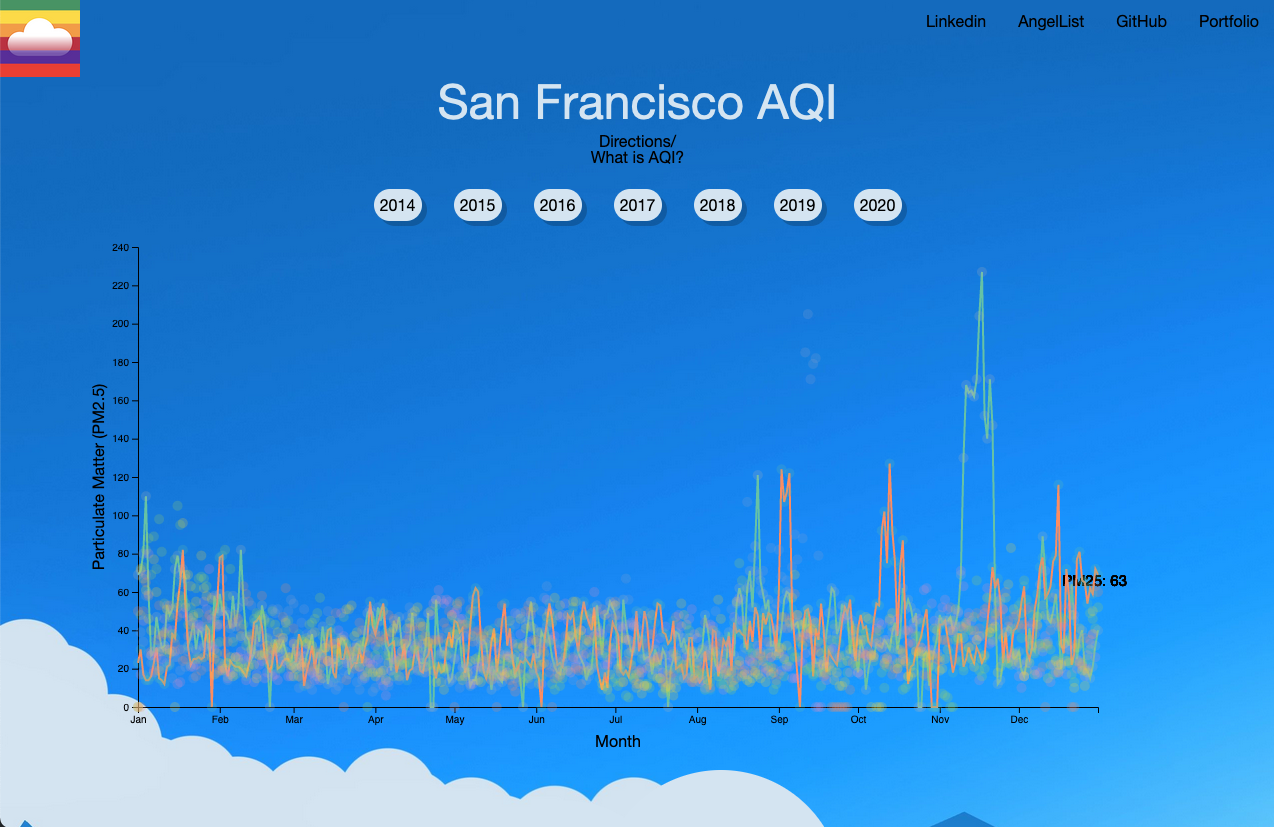 Linkedin AngelList GitHub Portfolio
San Francisco AQI
Directions/
What is AQI?
2014 2015 2016 2017 2018 2019 2020
240
220
200
180
160
140
120
100
80
60
40
20
0
Particulate Matter (PM2.5)
PM25: 63
Jan Feb Mar Apr May Jun Jul Aug Sep Oct Nov Dec
Month